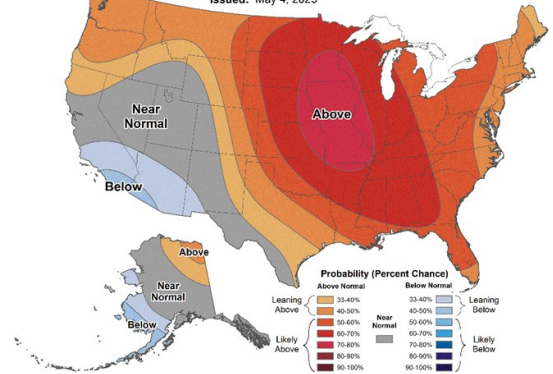 Issued: May 4, 2025
Near
Normal
Above
Below
Above
Near
Normal
Below
Probability (Percent Chance)
Above Normal
Below Normal
Leaning
Above
33-40%
40-50%
Likely
Above
50-60%
60-70%
70-80%
80-90%
90-100%
Near
Normal
33-40%
40-50%
Leaning
Below
50-60%
60-70%
70-80%
80-90%
90-100%
Likely
Below